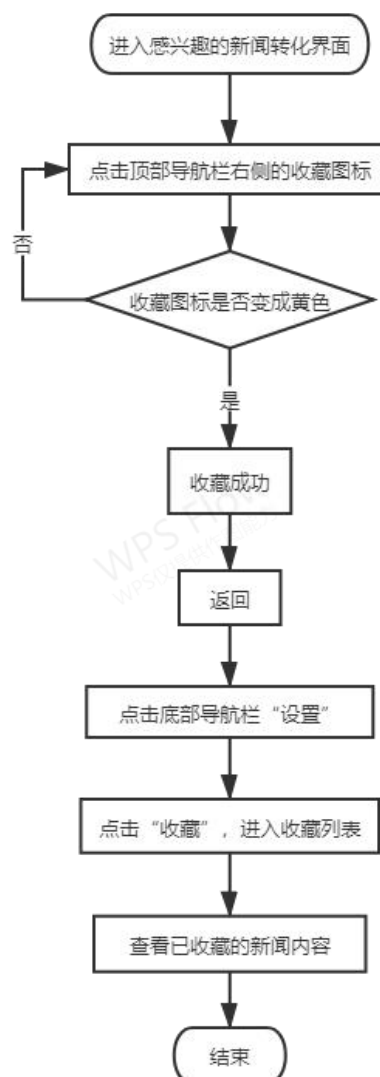 进入感兴趣的新闻转化界面
点击顶部导航栏右侧的收藏图标
否
收藏图标是否变成黄色
是
收藏成功
WPS Flow
返回
点击底部导航栏“设置”
点击“收藏”，进入收藏列表
查看已收藏的新闻内容
结束